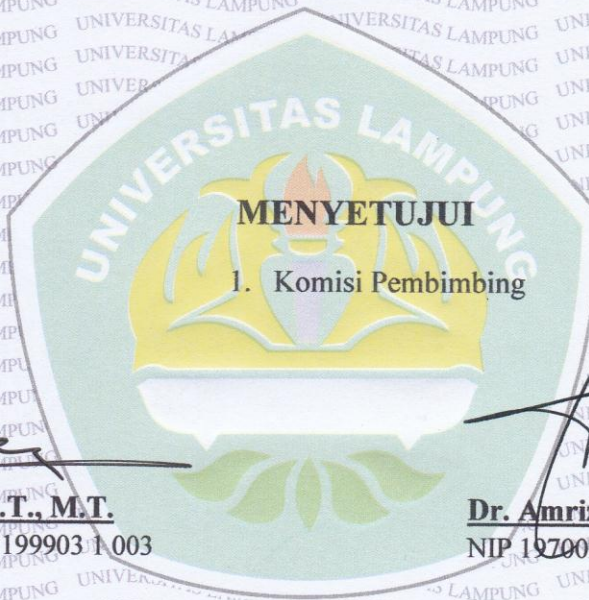 UNIVERSITAS LAMPUNG
MENYETUJUI
1. Komisi Pembimbing
.T., M.T.
199903 1 003
Dr. Amriz
NIP 19700